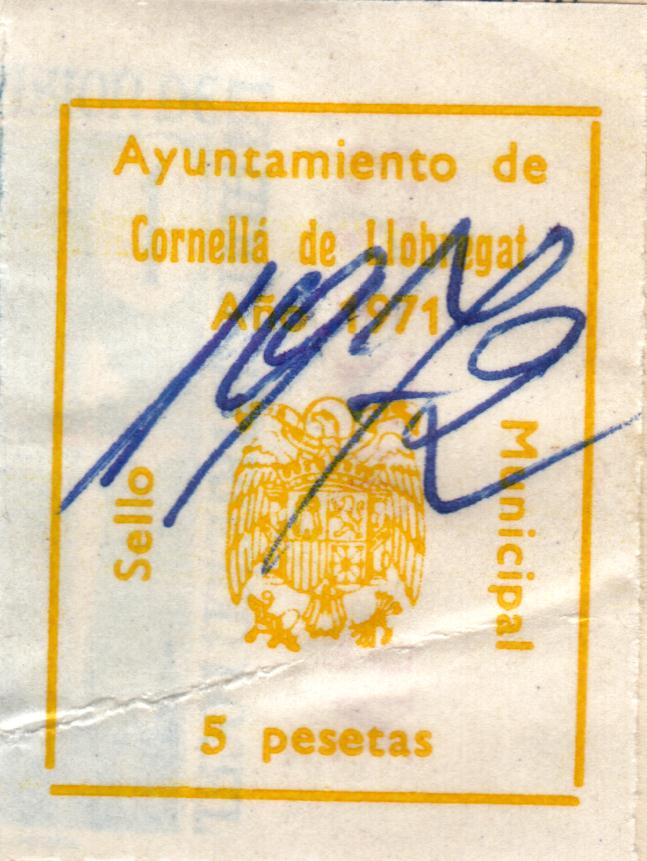 Ayuntamiento de
Cornellá de Llobregat
Año 1971
Sello
Municipal
5 pesetas